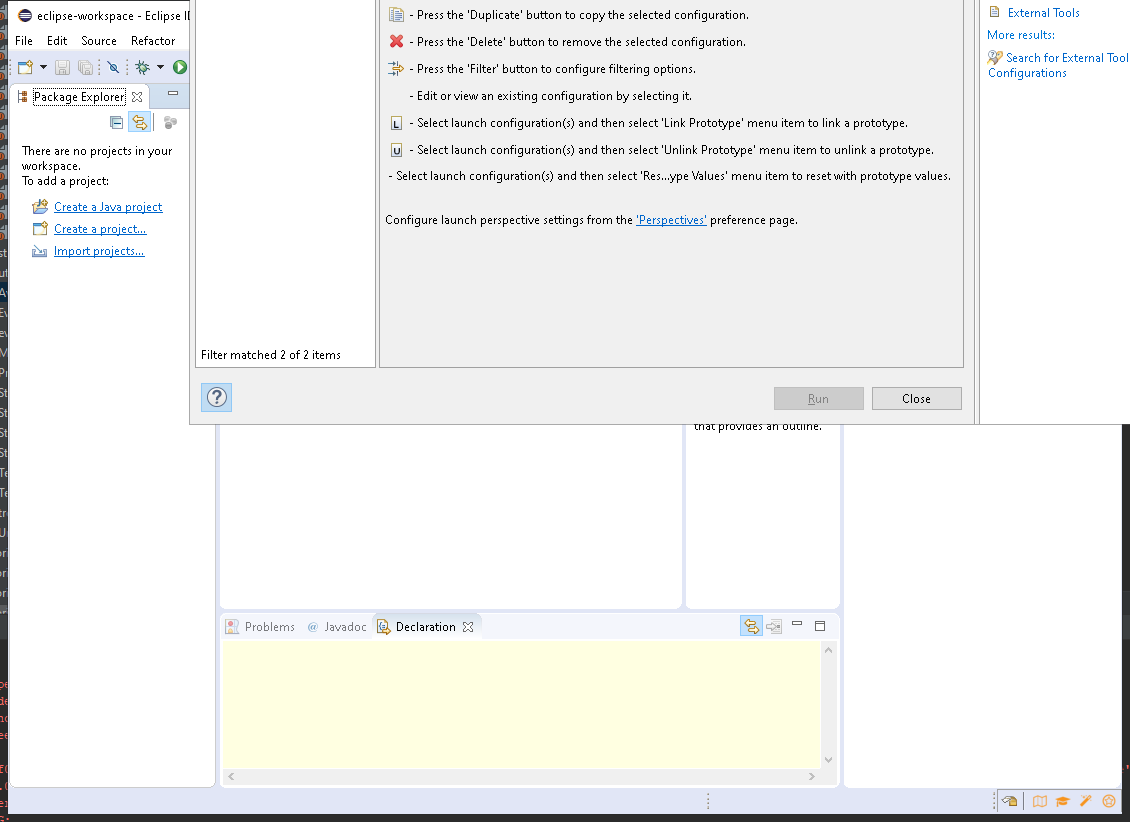 eclipse-workspace - Eclipse I
File Edit Source Refactor
Package Explorer
There are no projects in your
workspace.
To add a project:
Create a Java project
Create a project...
Import projects...
- Press the 'Duplicate' button to copy the selected configuration.
- Press the 'Delete' button to remove the selected configuration.
- Press the 'Filter' button to configure filtering options.
- Edit or view an existing configuration by selecting it.
L - Select launch configuration(s) and then select 'Link Prototype' menu item to link a prototype.
U - Select launch configuration(s) and then select 'Unlink Prototype' menu item to unlink a prototype.
- Select launch configuration(s) and then select 'Res...ype Values' menu item to reset with prototype values.
Configure launch perspective settings from the 'Perspectives' preference page.
Filter matched 2 of 2 items
?
Run Close
External Tools
More results:
Search for External Tool
Configurations
that provides an outline.
Problems @ Javadoc Declaration